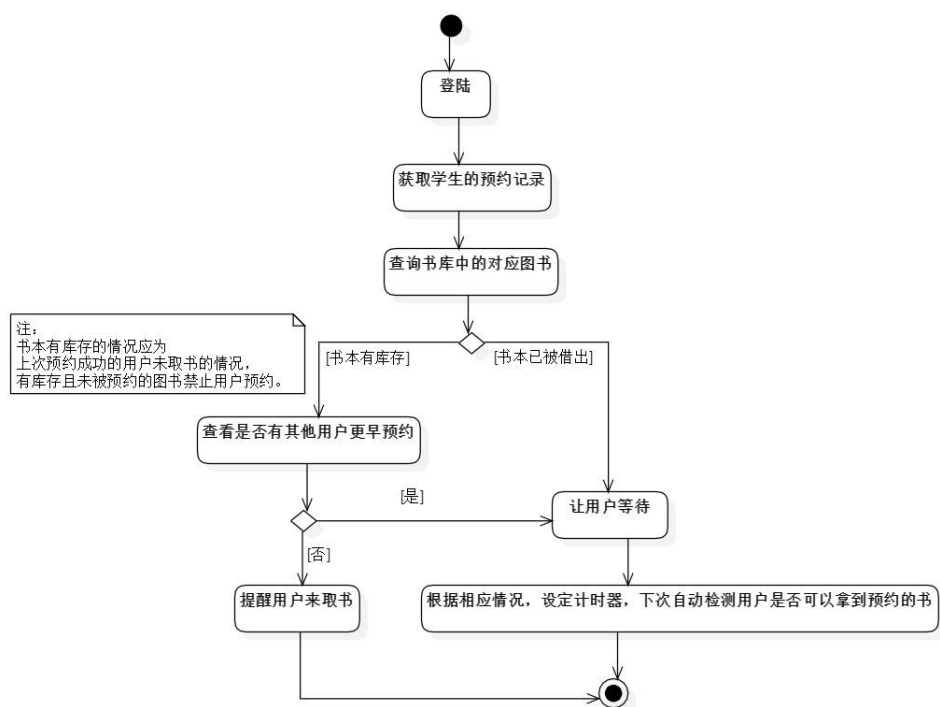 登陆
获取学生的预约记录
查询书库中的对应图书
注：
书本有库存的情况应为
上次预约成功的用户未取书的情况，
有库存且未被预约的图书禁止用户预约。
[书本有库存]
[书本已被借出]
查看是否有其他用户更早预约
[是]
让用户等待
[否]
提醒用户来取书
根据相应情况，设定计时器，下次自动检测用户是否可以拿到预约的书